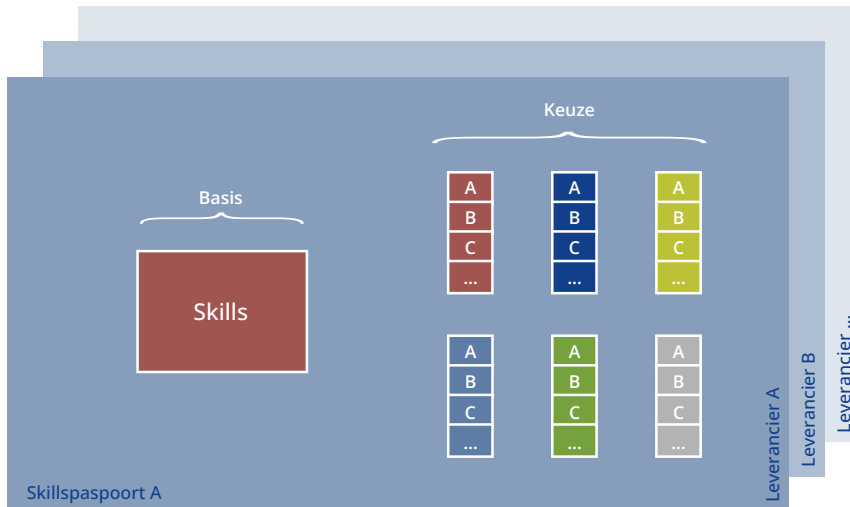 Keuze
Basis
Skills
A
B
C
...
A
B
C
...
A
B
C
...
A
B
C
...
A
B
C
...
A
B
C
...
Skillspaspoort A
Leverancier A
Leverancier B
Leverancier ...